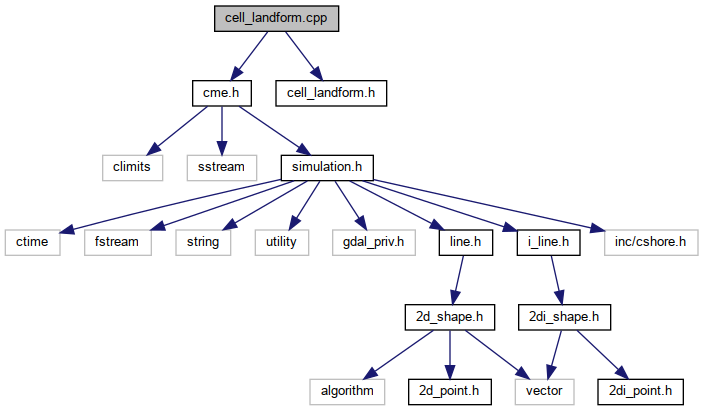 cell_landform.cpp
cme.h
cell_landform.h
climits
sstream
simulation.h
ctime
fstream
string
utility
gdal_priv.h
line.h
i_line.h
inc/cshore.h
2d_shape.h
2di_shape.h
algorithm
2d_point.h
vector
2di_point.h